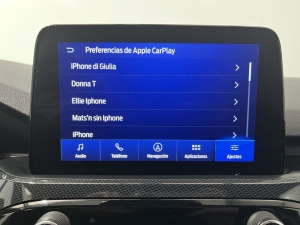 Preferencias de Apple CarPlay
iPhone di Giulia
Donna T
Ellie Iphone
Mats'n sin Iphone
iPhone
Audio
Teléfono
Navegación
Aplicaciones
Ajustes